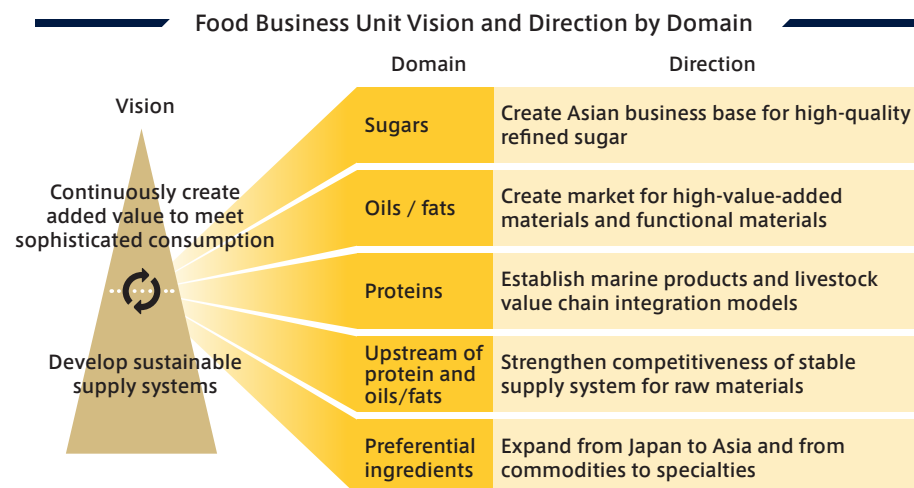 Food Business Unit Vision and Direction by Domain
Domain
Direction
Vision
Continuously create
added value to meet
sophisticated consumption
Develop sustainable
supply systems
Sugars
Create Asian business base for high-quality
refined sugar
Oils / fats
Create market for high-value-added
materials and functional materials
Proteins
Establish marine products and livestock
value chain integration models
Upstream of
protein and
oils/fats
Strengthen competitiveness of stable
supply system for raw materials
Preferential
ingredients
Expand from Japan to Asia and from
commodities to specialties